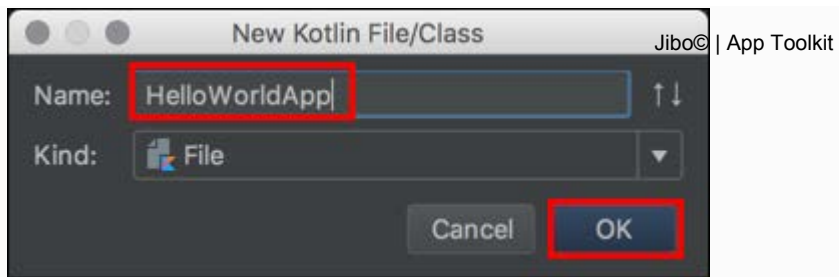 New Kotlin File/Class
Jibo© | App Toolkit
Name: HelloWorldApp
Kind: File
Cancel OK